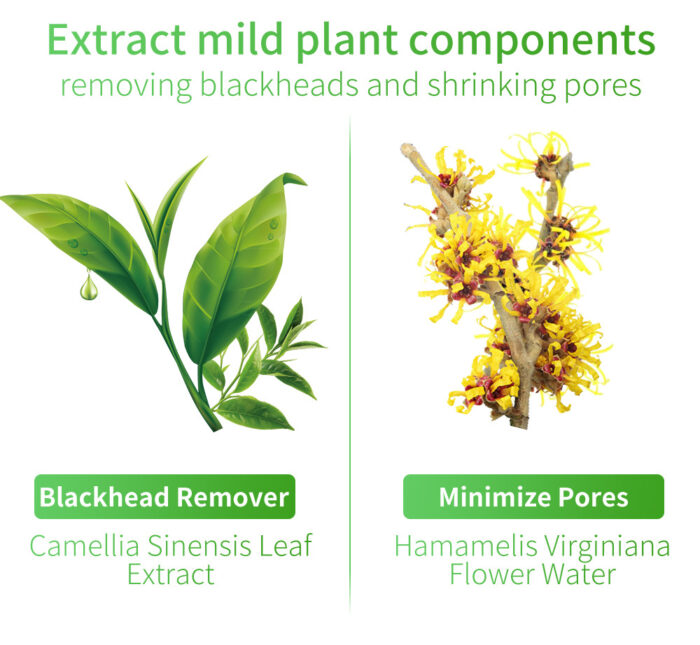 Extract mild plant components
removing blackheads and shrinking pores
Blackhead Remover
Camellia Sinensis Leaf
Extract
Minimize Pores
Hamamelis Virginiana
Flower Water